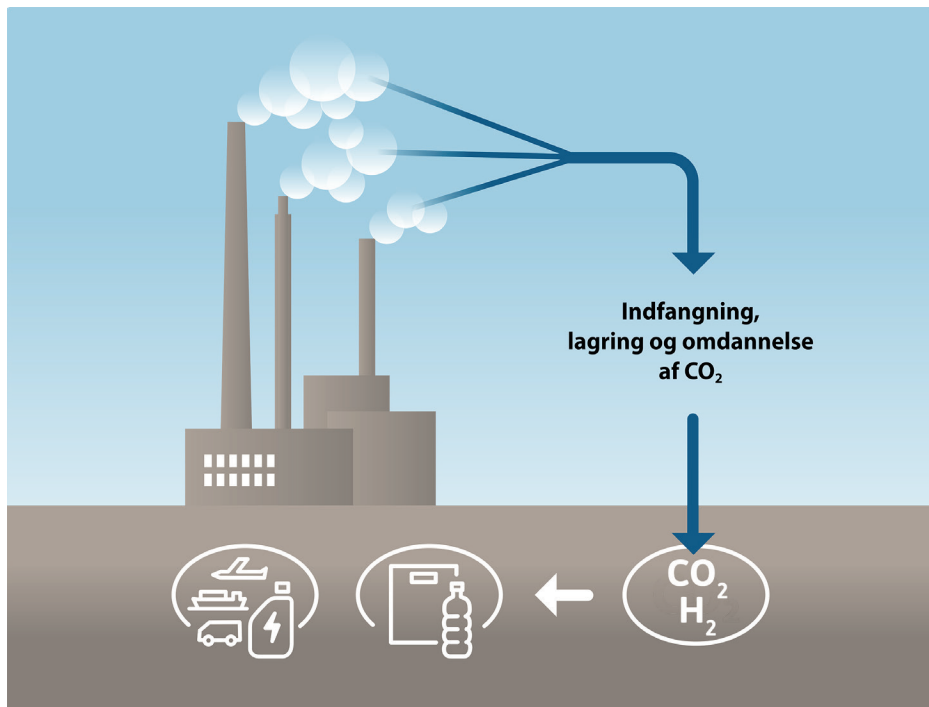 Indfangning,
lagring og omdannelse
af CO₂
CO₂
H₂